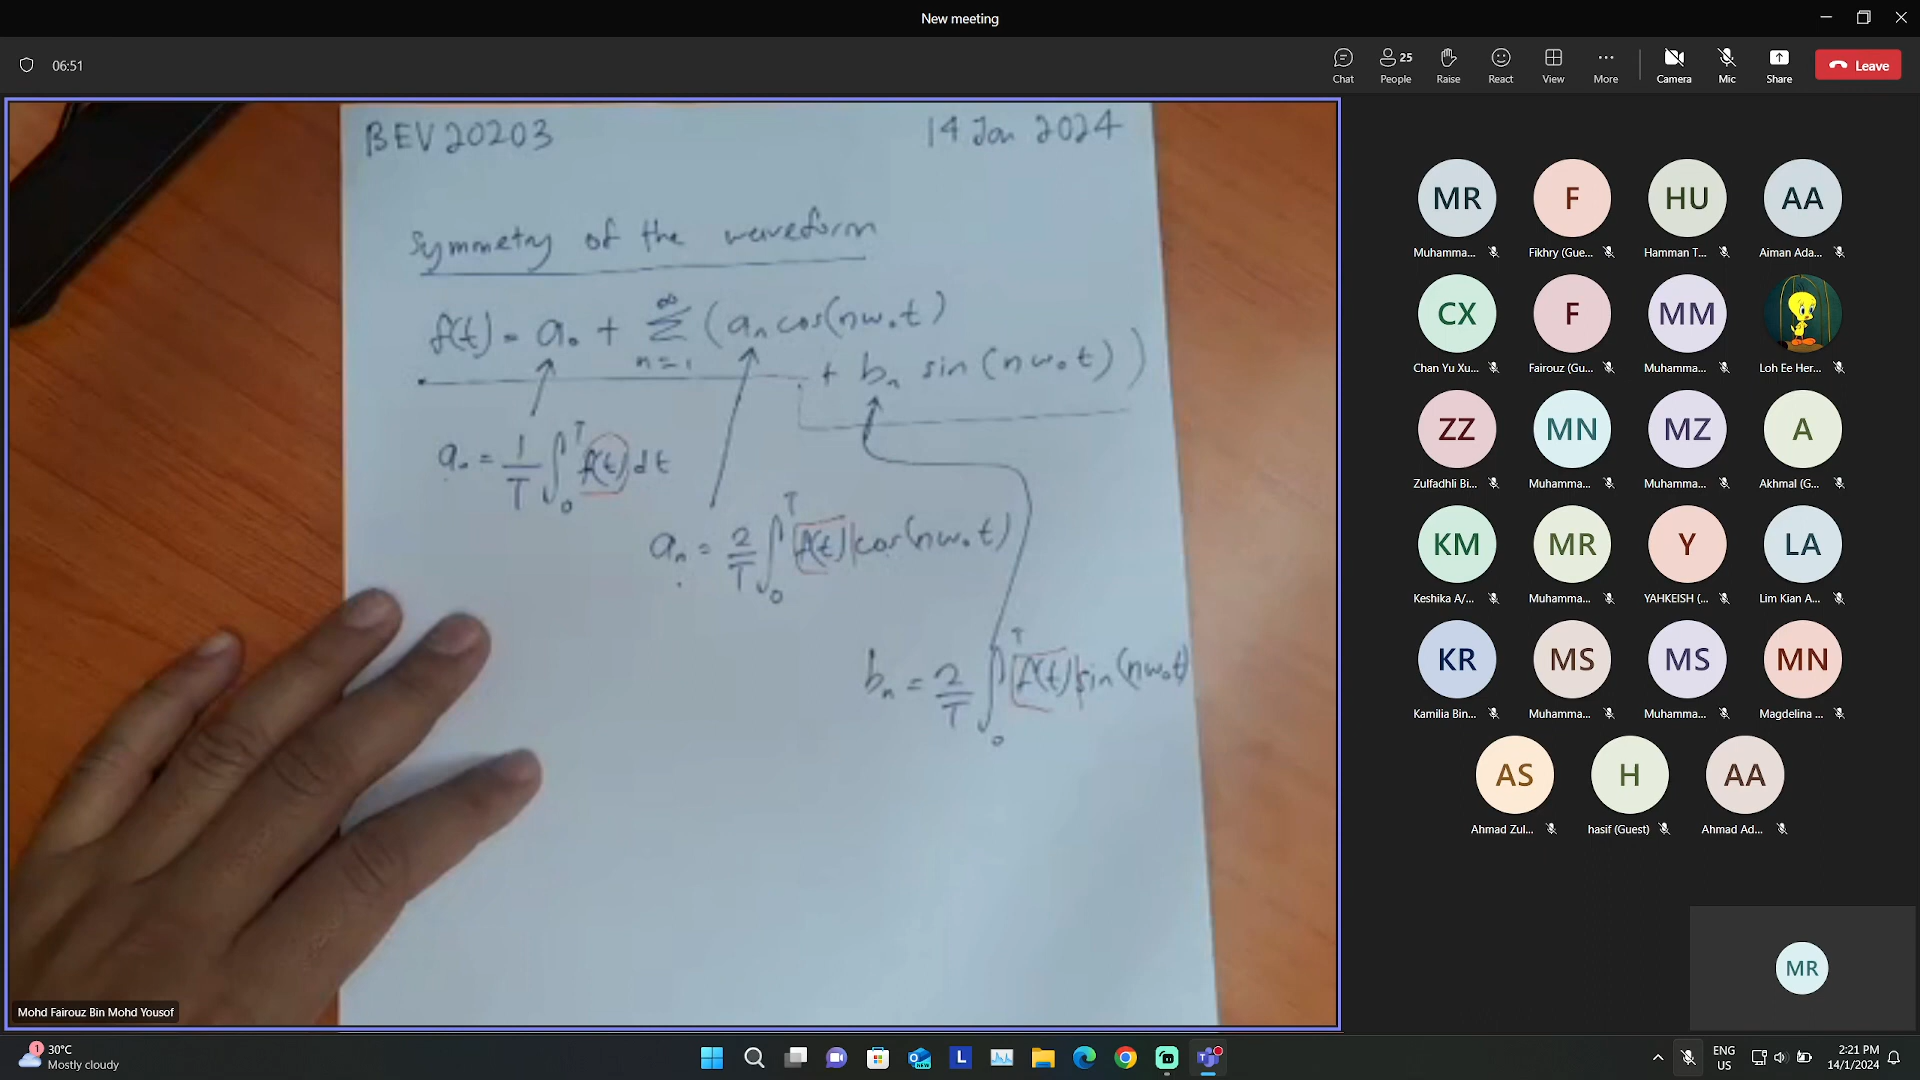 New meeting
06:51
Chat
25
People
Raise
React
View
More
Camera
Mic
Share
Leave
BEV 20203
14 Jan 2024
Symmetry of the waveform
f(t) = a₀ + ∞ Σ n=1 (aₙ cos(nω₀t)
+ bₙ sin(nω₀t))
a₀ = 1/T ∫₀ᵀ f(t) dt
aₙ = 2/T ∫₀ᵀ f(t) cos(nω₀t)
bₙ = 2/T ∫₀ᵀ f(t) sin(nω₀t)
Mohd Fairouz Bin Mohd Yousof
MR F HU AA
Muhamma... Fikhry (Gue... Hamman T... Aiman Ada...
CX F MM
Chan Yu Xu... Fairouz (Gu... Muhamma... Loh Ee Her...
ZZ MN MZ A
Zulfadhli Bi... Muhamma... Muhamma... Akhmal (G...
KM MR Y LA
Keshika A/... Muhamma... YAHKEISH (... Lim Kian A...
KR MS MS MN
Kamilia Bin... Muhamma... Muhamma... Magdelina ...
AS H AA
Ahmad Zul... hasif (Guest) Ahmad Ad...
MR
1
30°C
Mostly cloudy
NEW
L
ENG
US
2:21 PM
14/1/2024